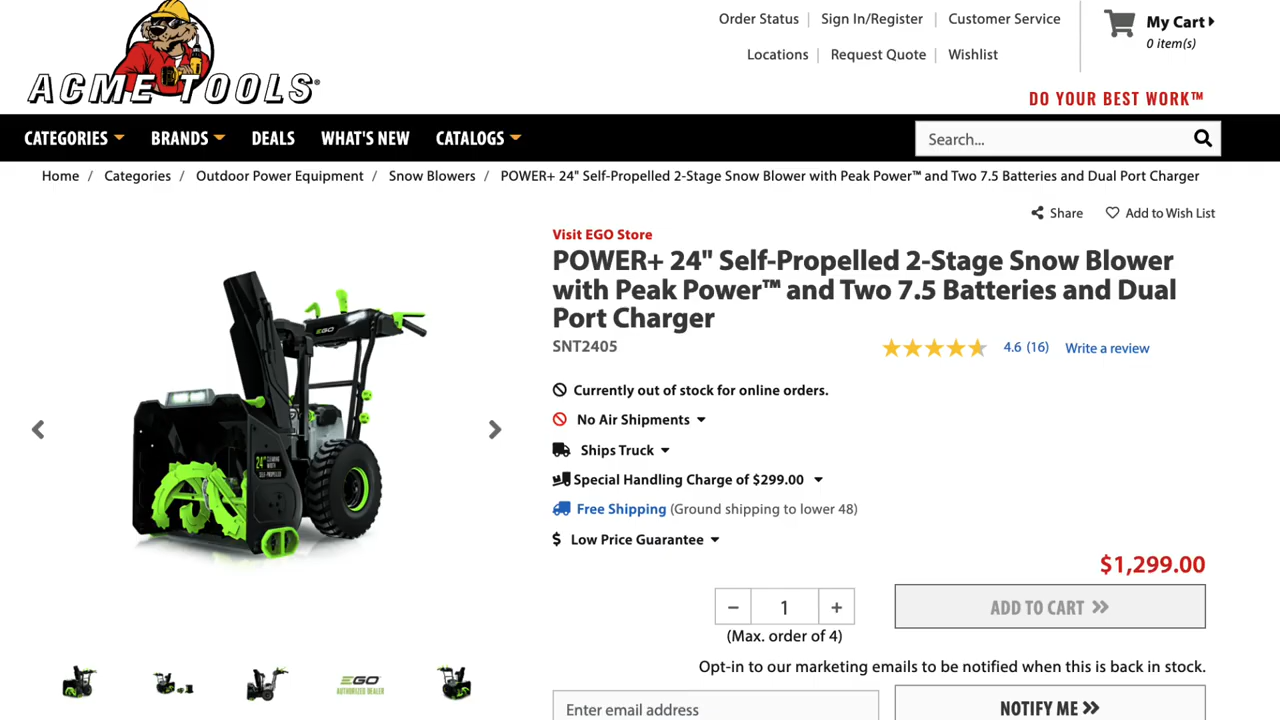 ACME TOOLS®
Order Status
Sign In/Register
Customer Service
Locations
Request Quote
Wishlist
My Cart
0 item(s)
DO YOUR BEST WORK™
CATEGORIES
BRANDS
DEALS
WHAT'S NEW
CATALOGS
Search...
Home / Categories / Outdoor Power Equipment / Snow Blowers / POWER+ 24" Self-Propelled 2-Stage Snow Blower with Peak Power™ and Two 7.5 Batteries and Dual Port Charger
Share
Add to Wish List
Visit EGO Store
POWER+ 24" Self-Propelled 2-Stage Snow Blower
with Peak Power™ and Two 7.5 Batteries and Dual
Port Charger
SNT2405
4.6 (16)
Write a review
Currently out of stock for online orders.
No Air Shipments
Ships Truck
Special Handling Charge of $299.00
Free Shipping (Ground shipping to lower 48)
$ Low Price Guarantee
$1,299.00
− 1 +
ADD TO CART
(Max. order of 4)
Opt-in to our marketing emails to be notified when this is back in stock.
Enter email address
NOTIFY ME
EGO
24"
EGO
AUTHORIZED DEALER